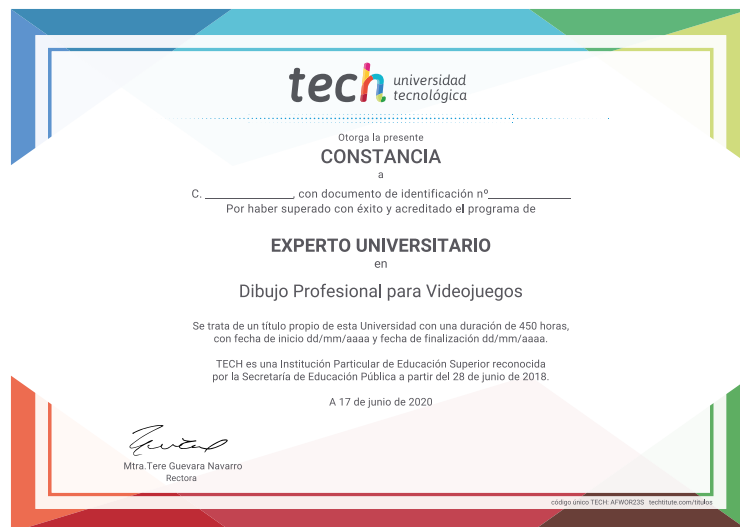 tech universidad
tecnológica
Otorga la presente
CONSTANCIA
a
C. ______________, con documento de identificación nº______________
Por haber superado con éxito y acreditado el programa de
EXPERTO UNIVERSITARIO
en
Dibujo Profesional para Videojuegos
Se trata de un título propio de esta Universidad con una duración de 450 horas,
con fecha de inicio dd/mm/aaaa y fecha de finalización dd/mm/aaaa.
TECH es una Institución Particular de Educación Superior reconocida
por la Secretaría de Educación Pública a partir del 28 de junio de 2018.
A 17 de junio de 2020
Mtra.Tere Guevara Navarro
Rectora
código único TECH: AFWOR23S techtitute.com/titulos